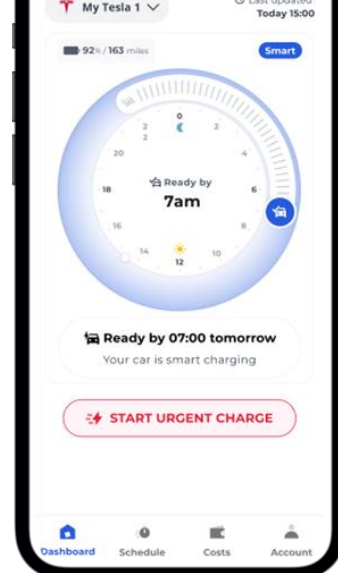 My Tesla 1
Last updated
Today 15:00
92% / 163 miles
Smart
0
2
4
6
8
10
12
14
16
18
20
2
2
Ready by
7am
Ready by 07:00 tomorrow
Your car is smart charging
START URGENT CHARGE
Dashboard
Schedule
Costs
Account